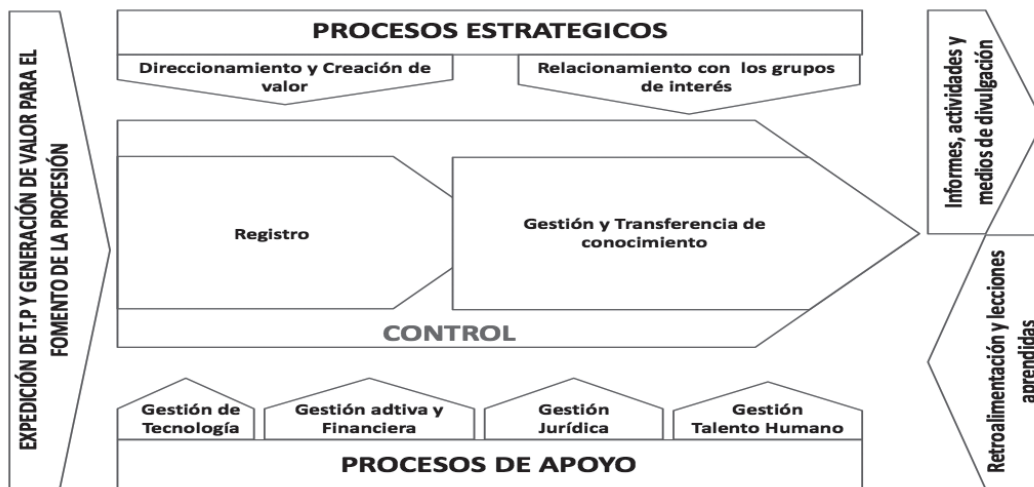 EXPEDICIÓN DE T.P Y GENERACIÓN DE VALOR PARA EL
FOMENTO DE LA PROFESIÓN
PROCESOS ESTRATEGICOS
Direccionamiento y Creación de
valor
Relacionamiento con los grupos
de interés
Registro
Gestión y Transferencia de
conocimiento
CONTROL
Gestión de
Tecnología
Gestión adtiva y
Financiera
Gestión
Jurídica
Gestión
Talento Humano
PROCESOS DE APOYO
Informes, actividades y
medios de divulgación
Retroalimentación y lecciones
aprendidas